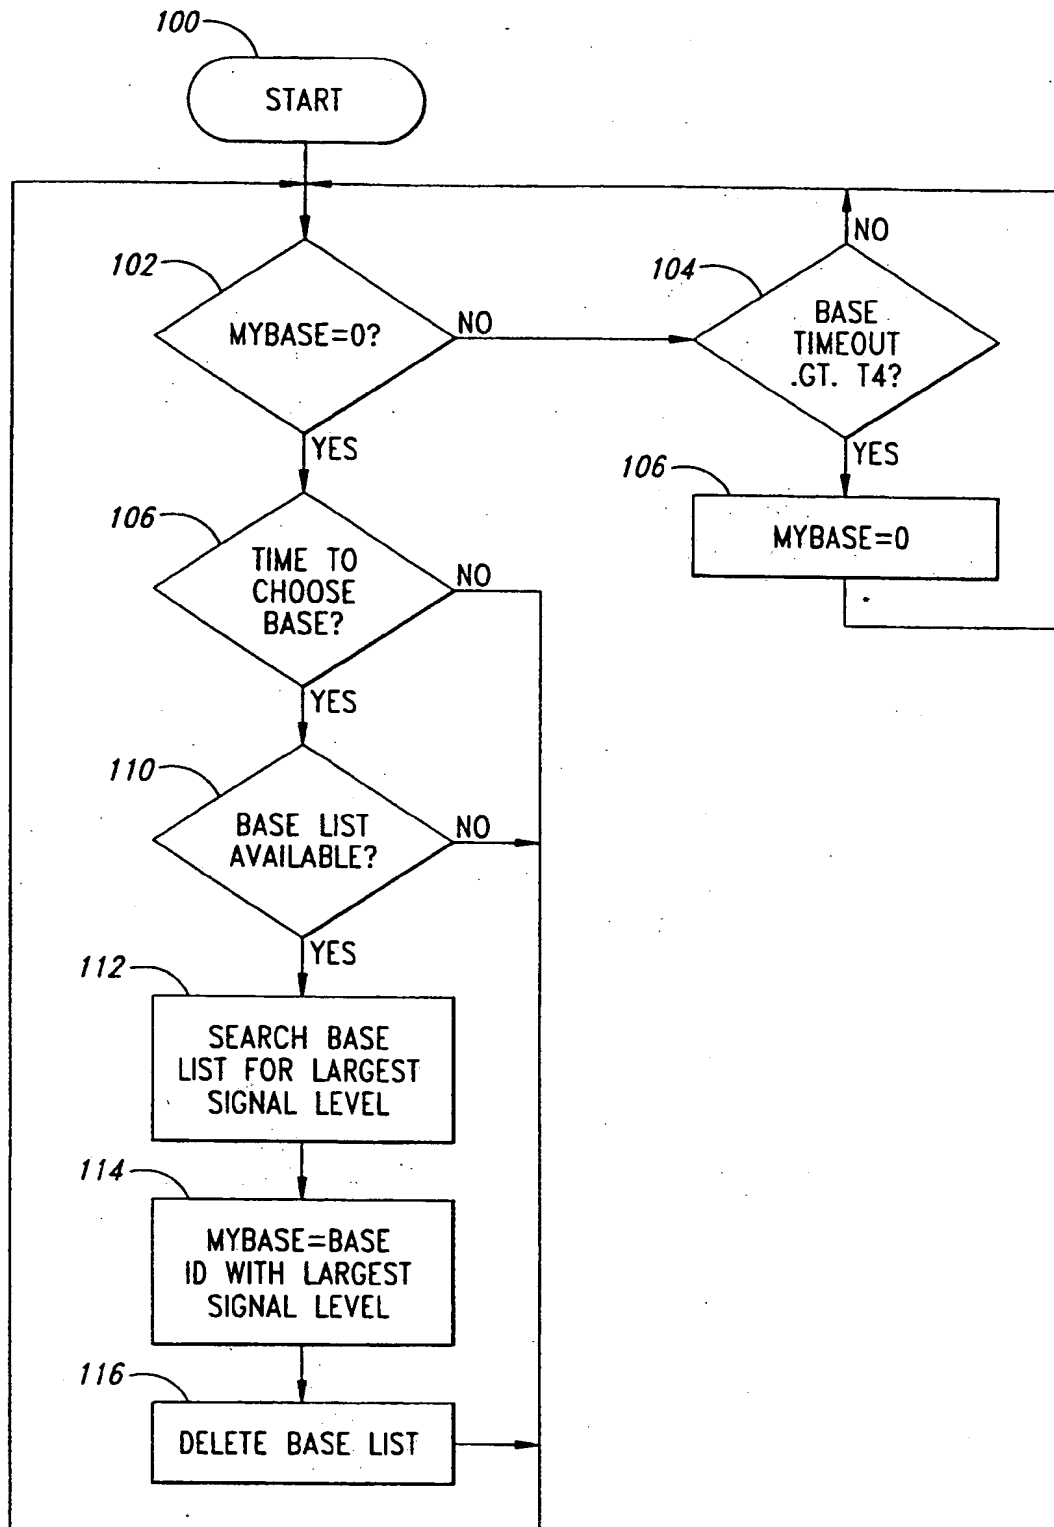 100
START
102
MYBASE=0?
NO
YES
104
BASE
TIMEOUT
.GT. T4?
NO
YES
106
MYBASE=0
106
TIME TO
CHOOSE
BASE?
NO
YES
110
BASE LIST
AVAILABLE?
NO
YES
112
SEARCH BASE
LIST FOR LARGEST
SIGNAL LEVEL
114
MYBASE=BASE
ID WITH LARGEST
SIGNAL LEVEL
116
DELETE BASE LIST